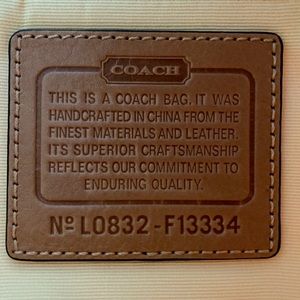 COACH
THIS IS A COACH BAG. IT WAS
HANDCRAFTED IN CHINA FROM THE
FINEST MATERIALS AND LEATHER.
ITS SUPERIOR CRAFTSMANSHIP
REFLECTS OUR COMMITMENT TO
ENDURING QUALITY.
Nº L0832-F13334